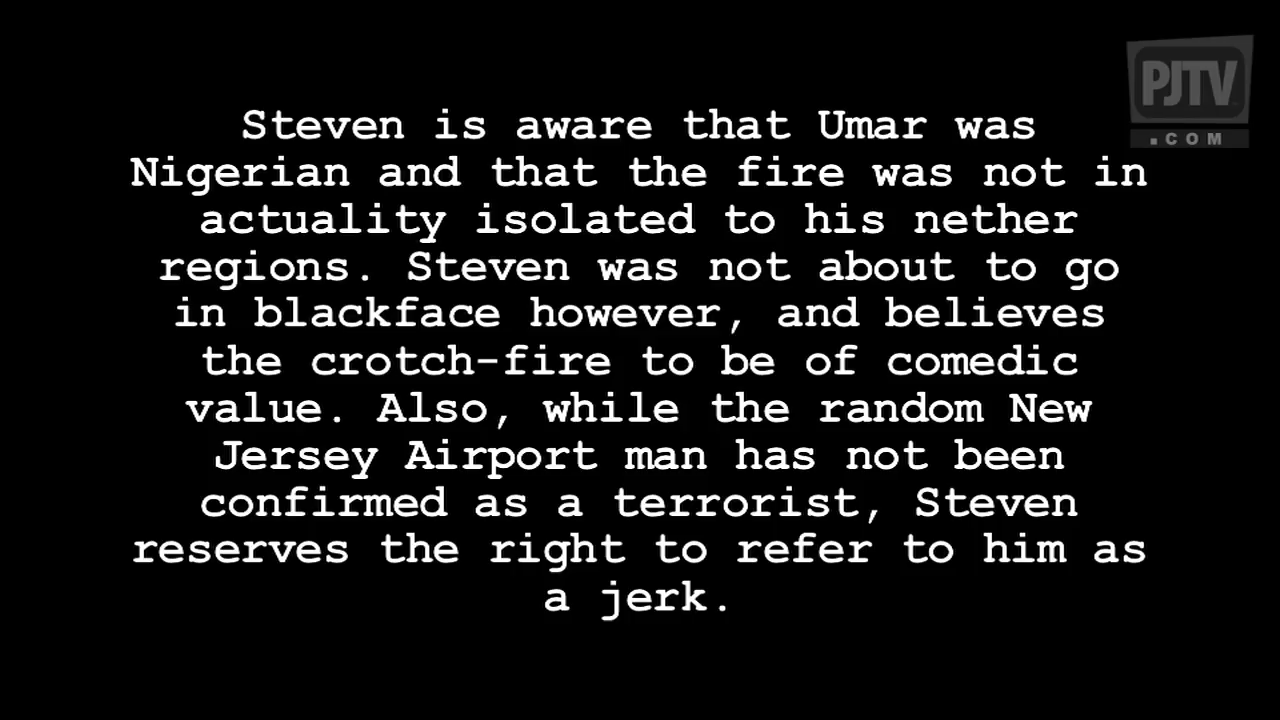 PJTV
.COM
Steven is aware that Umar was
Nigerian and that the fire was not in
actuality isolated to his nether
regions. Steven was not about to go
in blackface however, and believes
the crotch-fire to be of comedic
value. Also, while the random New
Jersey Airport man has not been
confirmed as a terrorist, Steven
reserves the right to refer to him as
a jerk.